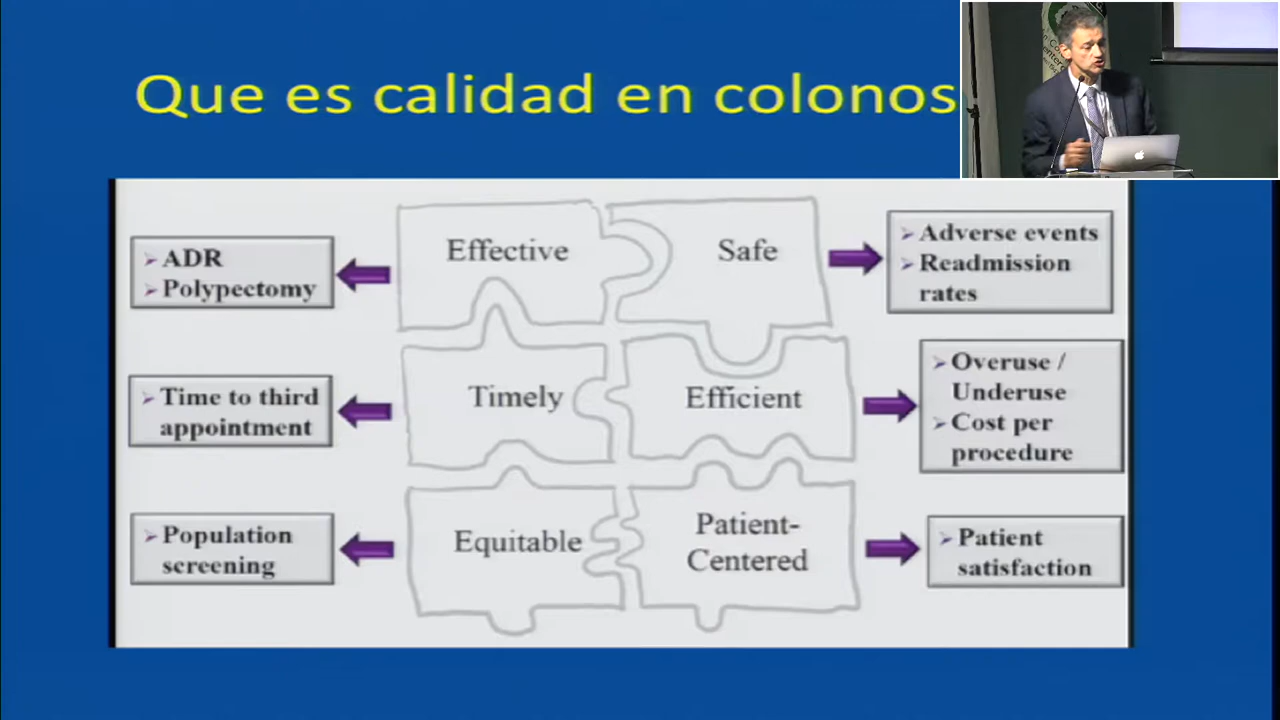 Que es calidad en colonos
Effective
Safe
➢ ADR
➢ Polypectomy
➢ Adverse events
➢ Readmission
rates
Timely
Efficient
➢ Time to third
appointment
➢ Overuse /
Underuse
➢ Cost per
procedure
Equitable
Patient-
Centered
➢ Population
screening
➢ Patient
satisfaction